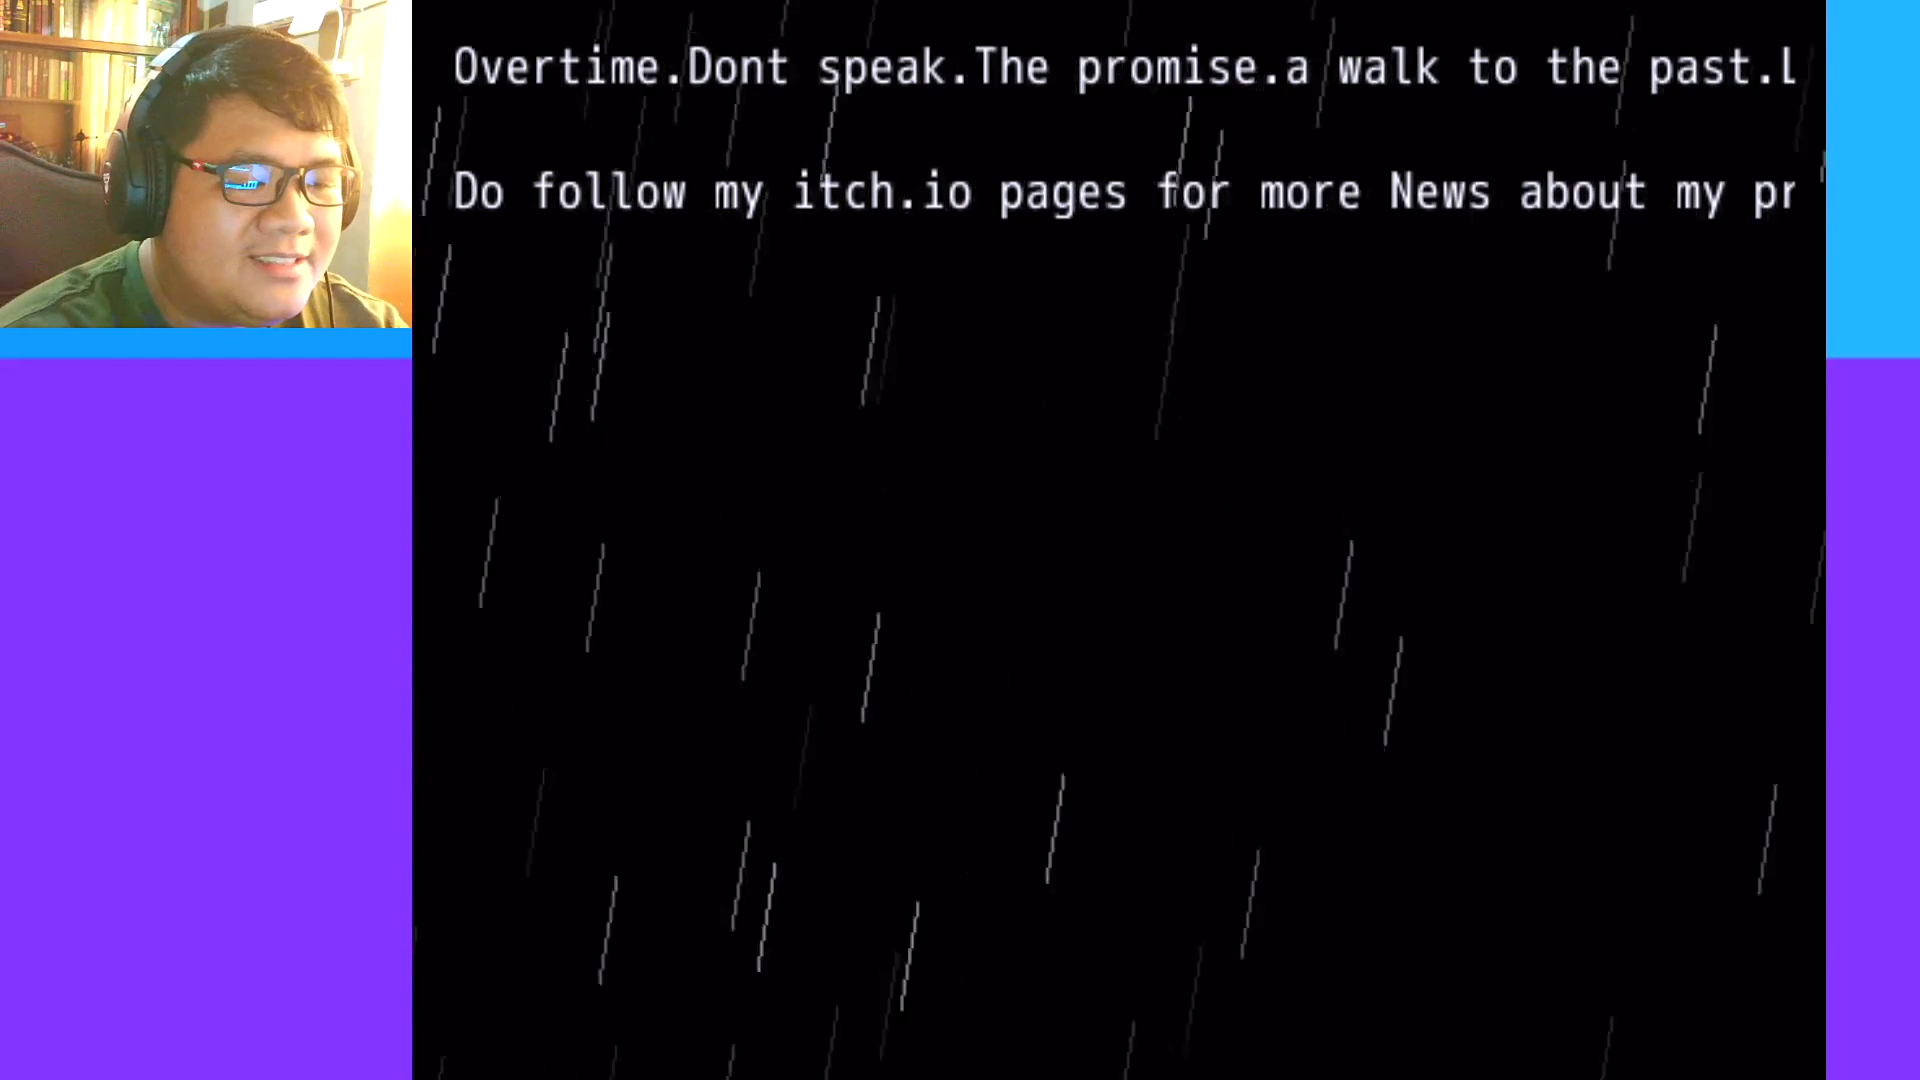 Overtime.Dont speak.The promise.a walk to the past.L
Do follow my itch.io pages for more News about my pr